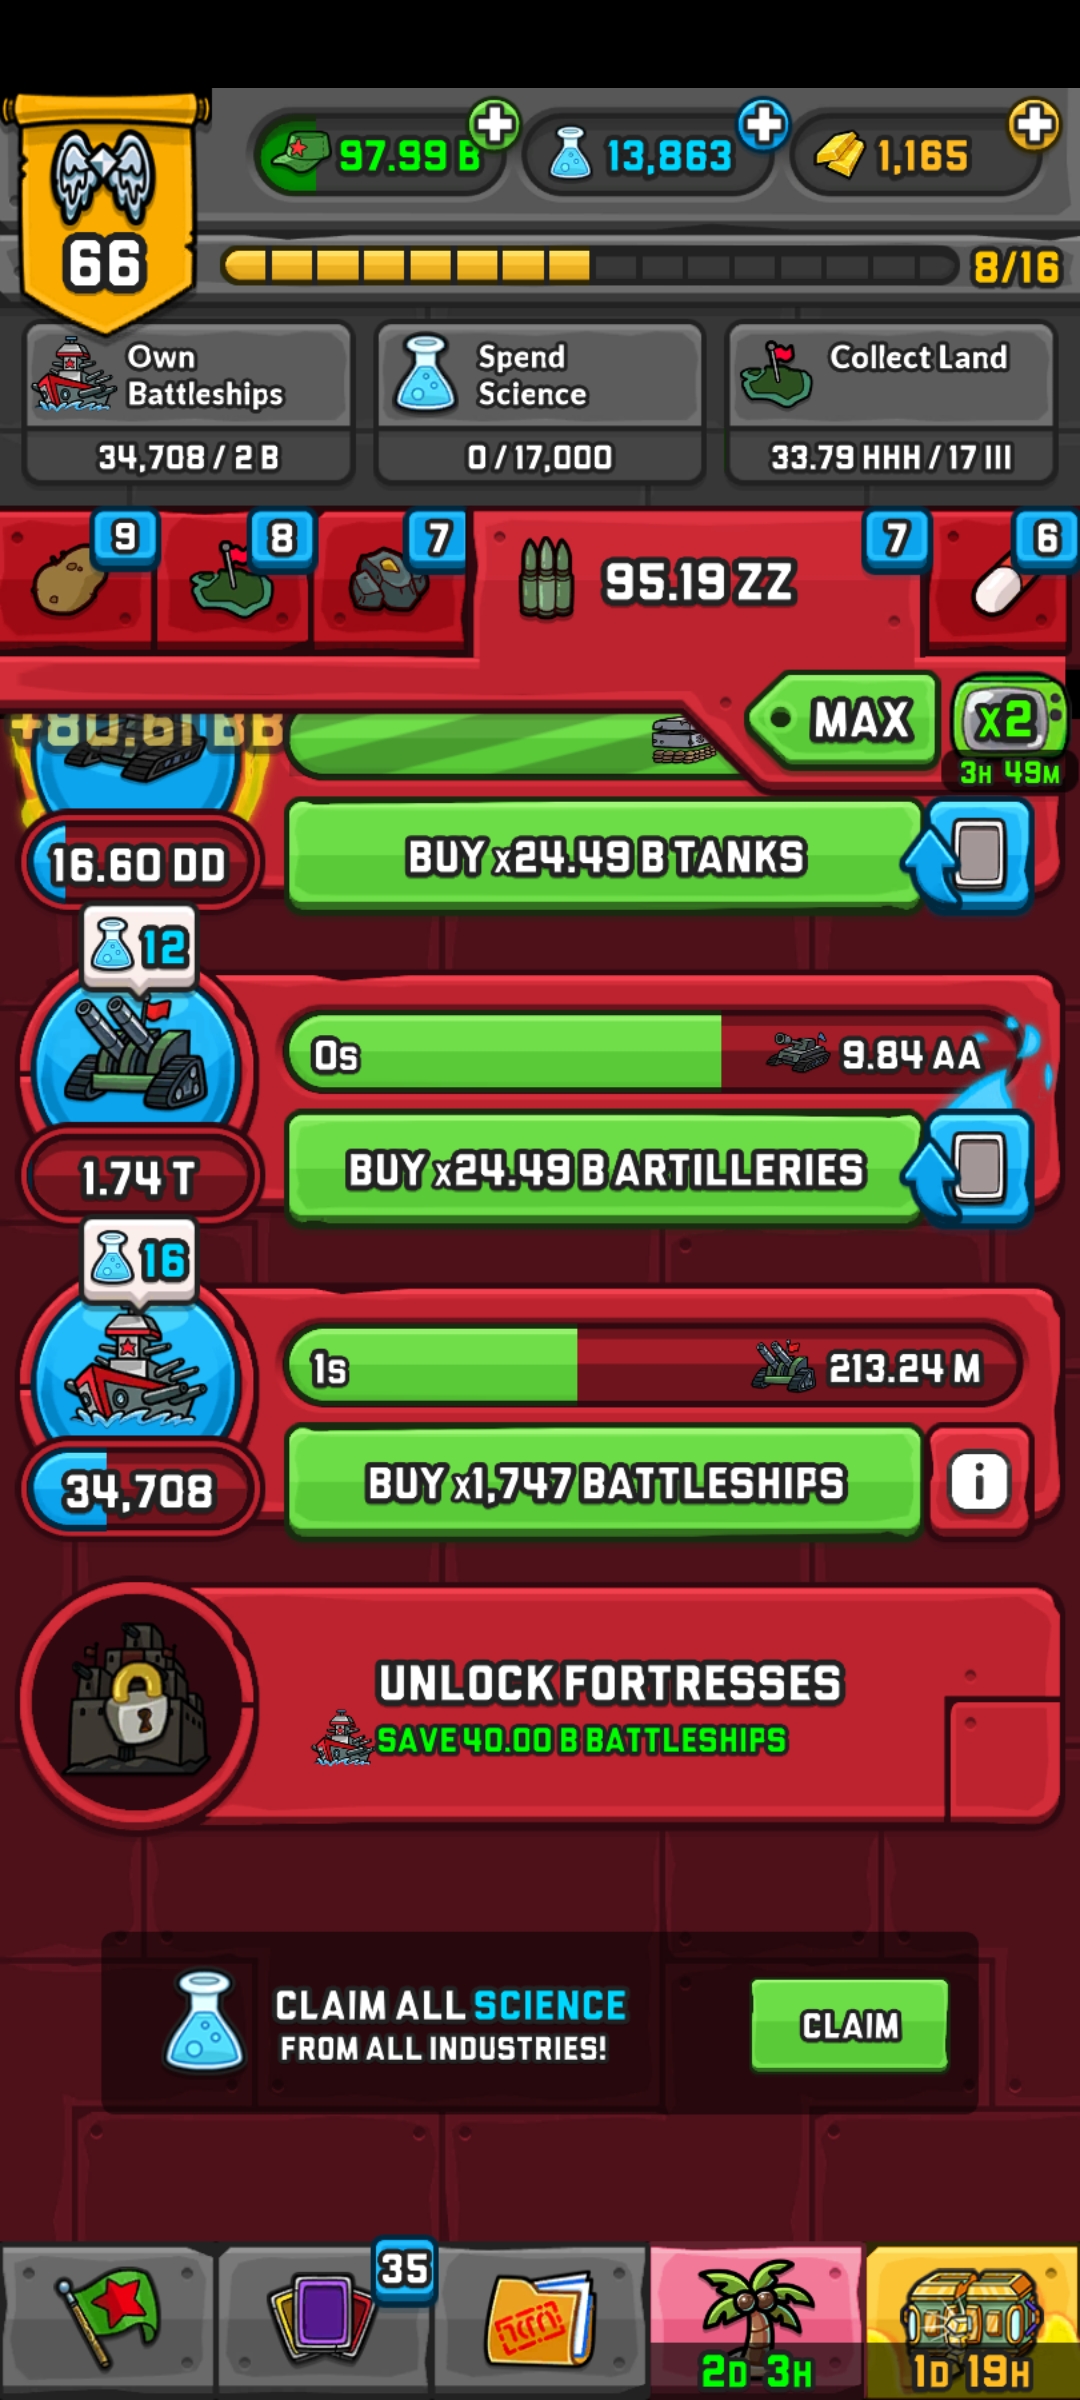 97.99 B
13,863
1,165
66
8/16
Own
Battleships
34,708 / 2 B
Spend
Science
0 / 17,000
Collect Land
33.79 HHH / 17 III
9
8
7
95.19 ZZ
7
6
+80.61 BB
MAX
x2
3H 49M
16.60 DD
BUY x24.49 B TANKS
12
0s
9.84 AA
1.74 T
BUY x24.49 B ARTILLERIES
16
1s
213.24 M
34,708
BUY x1,747 BATTLESHIPS
i
UNLOCK FORTRESSES
SAVE 40.00 B BATTLESHIPS
CLAIM ALL SCIENCE
FROM ALL INDUSTRIES!
CLAIM
35
2D 3H
1D 19H